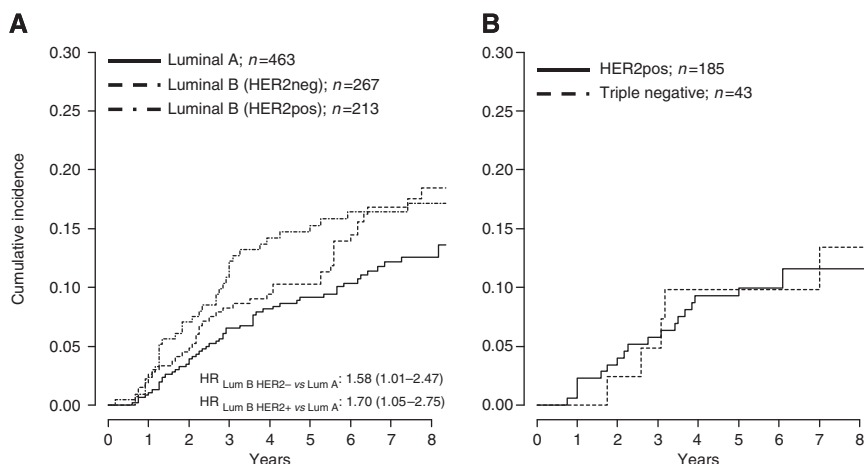 A
0.30
0.25
0.20
0.15
0.10
0.05
0.00
Cumulative incidence
Luminal A; n=463
Luminal B (HER2neg); n=267
Luminal B (HER2pos); n=213
HR Lum B HER2– vs Lum A: 1.58 (1.01–2.47)
HR Lum B HER2+ vs Lum A: 1.70 (1.05–2.75)
0 1 2 3 4 5 6 7 8
Years
B
0.30
0.25
0.20
0.15
0.10
0.05
0.00
HER2pos; n=185
Triple negative; n=43
0 1 2 3 4 5 6 7 8
Years